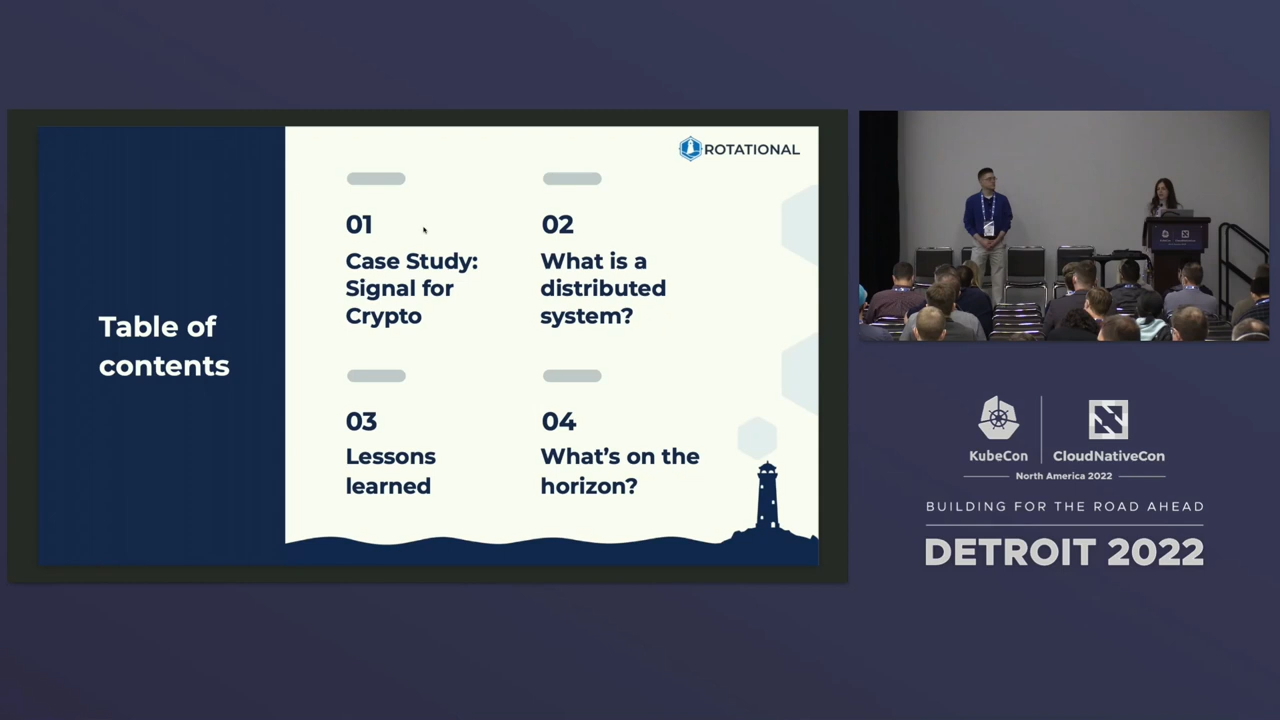 Table of
contents
ROTATIONAL
01
Case Study:
Signal for
Crypto
02
What is a
distributed
system?
03
Lessons
learned
04
What's on the
horizon?
KubeCon
CloudNativeCon
North America 2022
BUILDING FOR THE ROAD AHEAD
DETROIT 2022